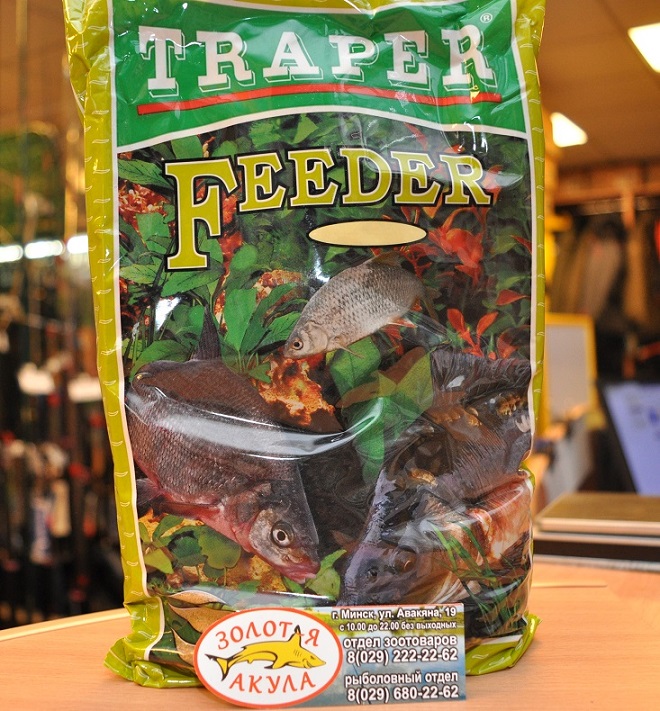 TRAPER®
FEEDER
ЗОЛОТАЯ
АКУЛА
г. Минск, ул. Авакяна, 19
с 10.00 до 22.00 без выходных
отдел зоотоваров
8(029) 222-22-62
рыболовный отдел
8(029) 680-22-62